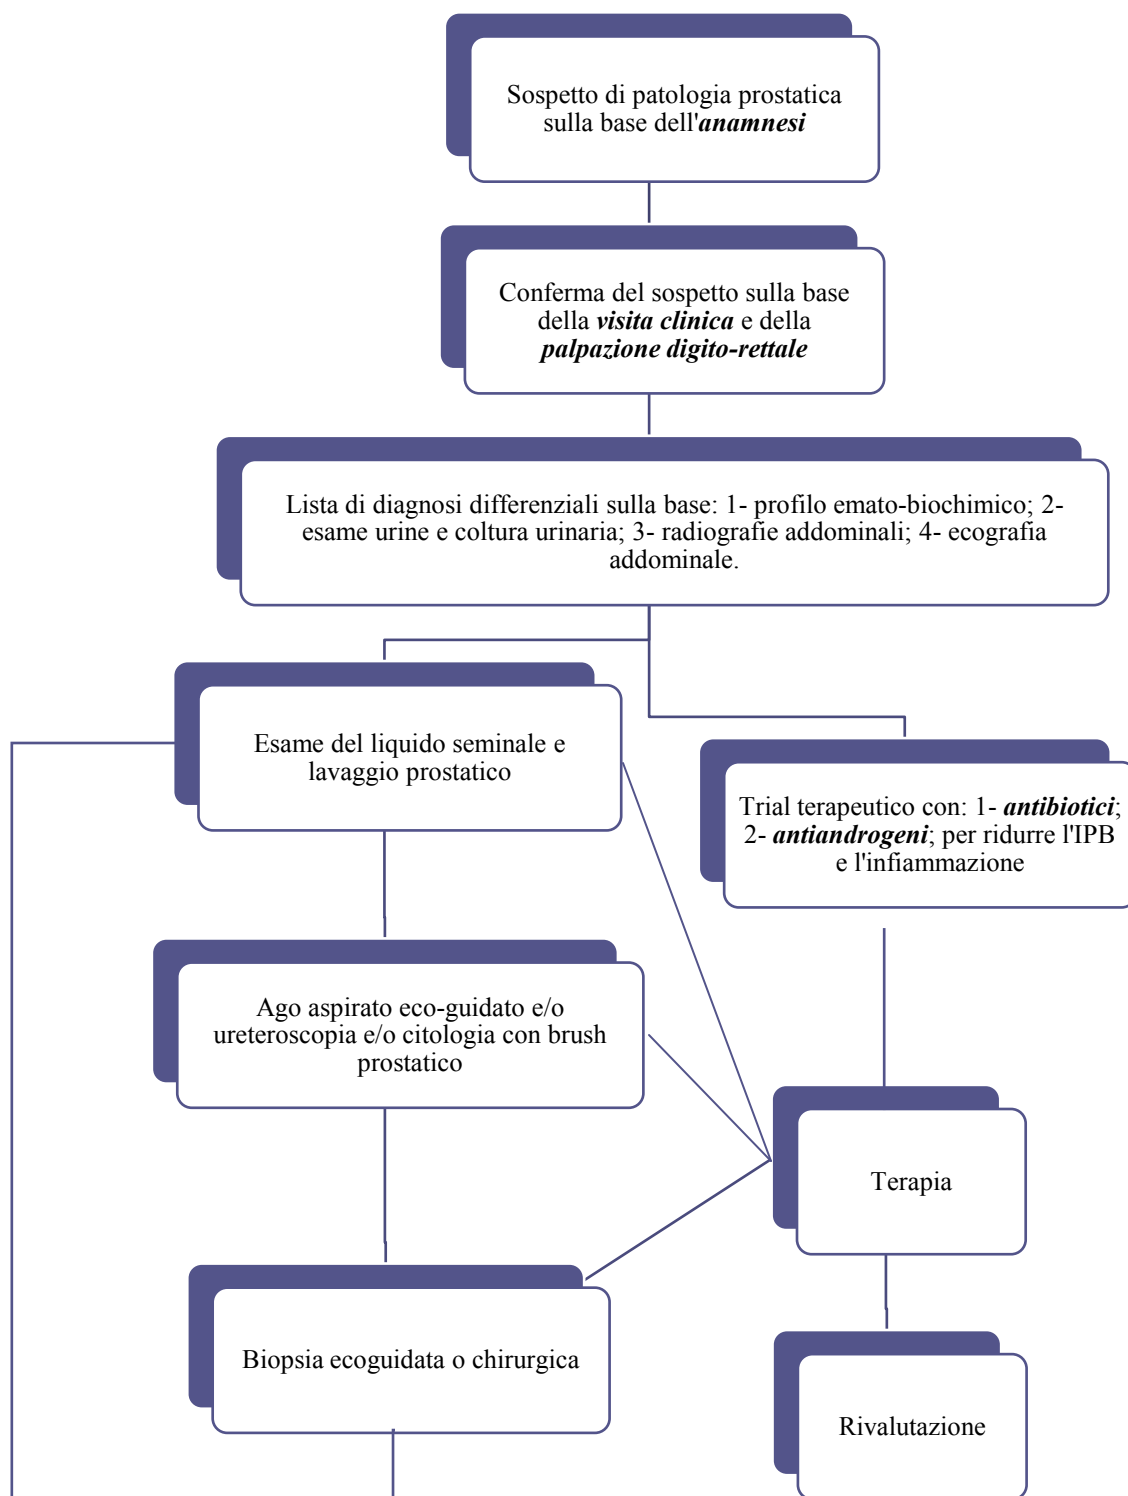 Sospetto di patologia prostatica
sulla base dell'anamnesi
Conferma del sospetto sulla base
della visita clinica e della
palpazione digito-rettale
Lista di diagnosi differenziali sulla base: 1- profilo emato-biochimico; 2-
esame urine e coltura urinaria; 3- radiografie addominali; 4- ecografia
addominale.
Esame del liquido seminale e
lavaggio prostatico
Trial terapeutico con: 1- antibiotici;
2- antiandrogeni; per ridurre l'IPB
e l'infiammazione
Ago aspirato eco-guidato e/o
ureteroscopia e/o citologia con brush
prostatico
Terapia
Biopsia ecoguidata o chirurgica
Rivalutazione